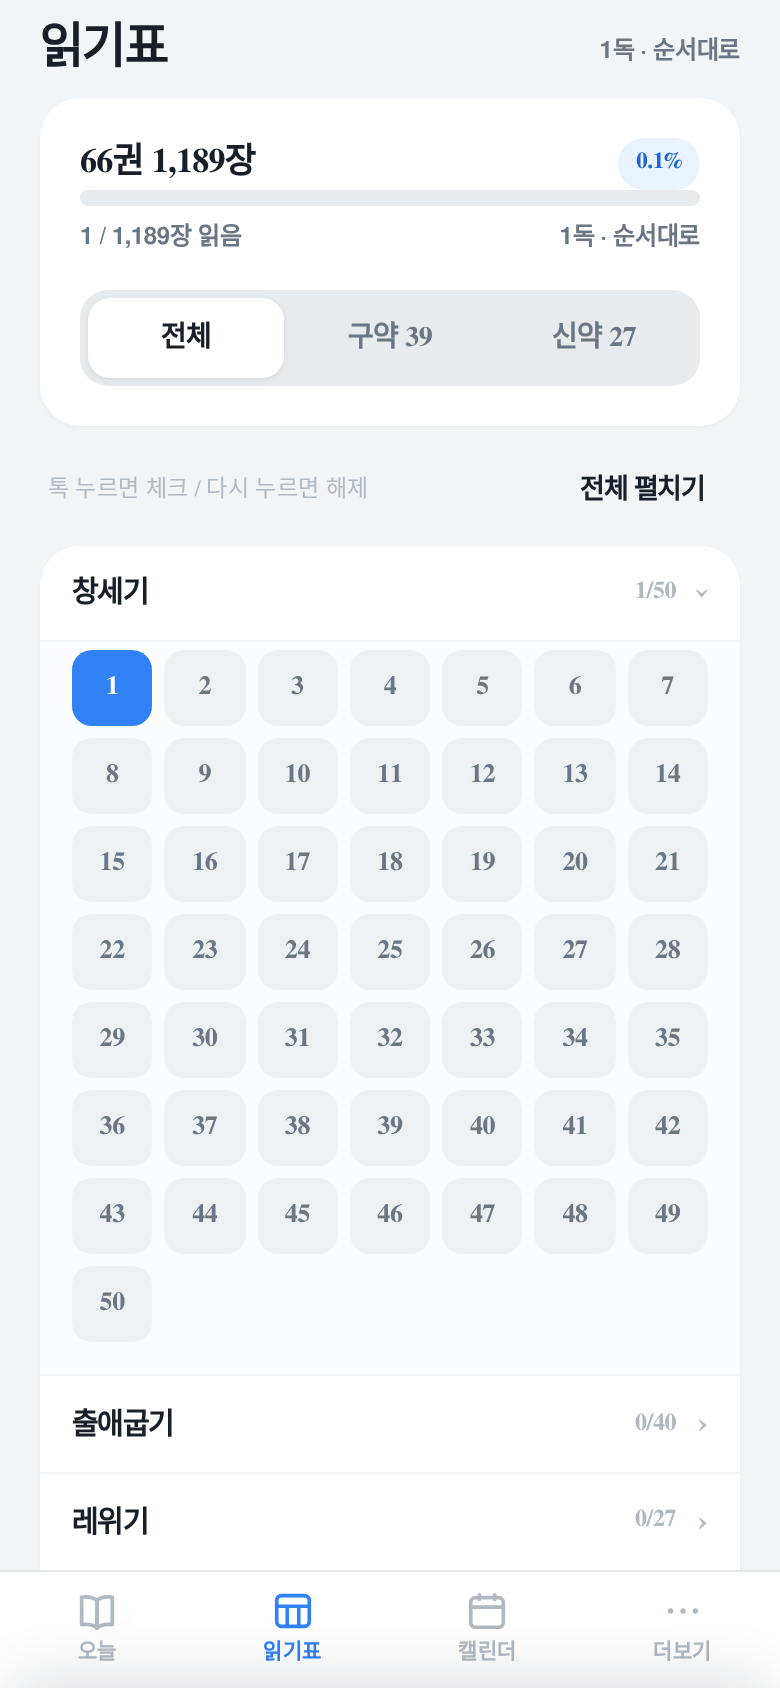 읽기표
1독 · 순서대로
66권 1,189장
0.1%
1 / 1,189장 읽음
1독 · 순서대로
전체 구약 39 신약 27
톡 누르면 체크 / 다시 누르면 해제
전체 펼치기
창세기 1/50
1 2 3 4 5 6 7
8 9 10 11 12 13 14
15 16 17 18 19 20 21
22 23 24 25 26 27 28
29 30 31 32 33 34 35
36 37 38 39 40 41 42
43 44 45 46 47 48 49
50
출애굽기 0/40
레위기 0/27
오늘 읽기표 캘린더 더보기